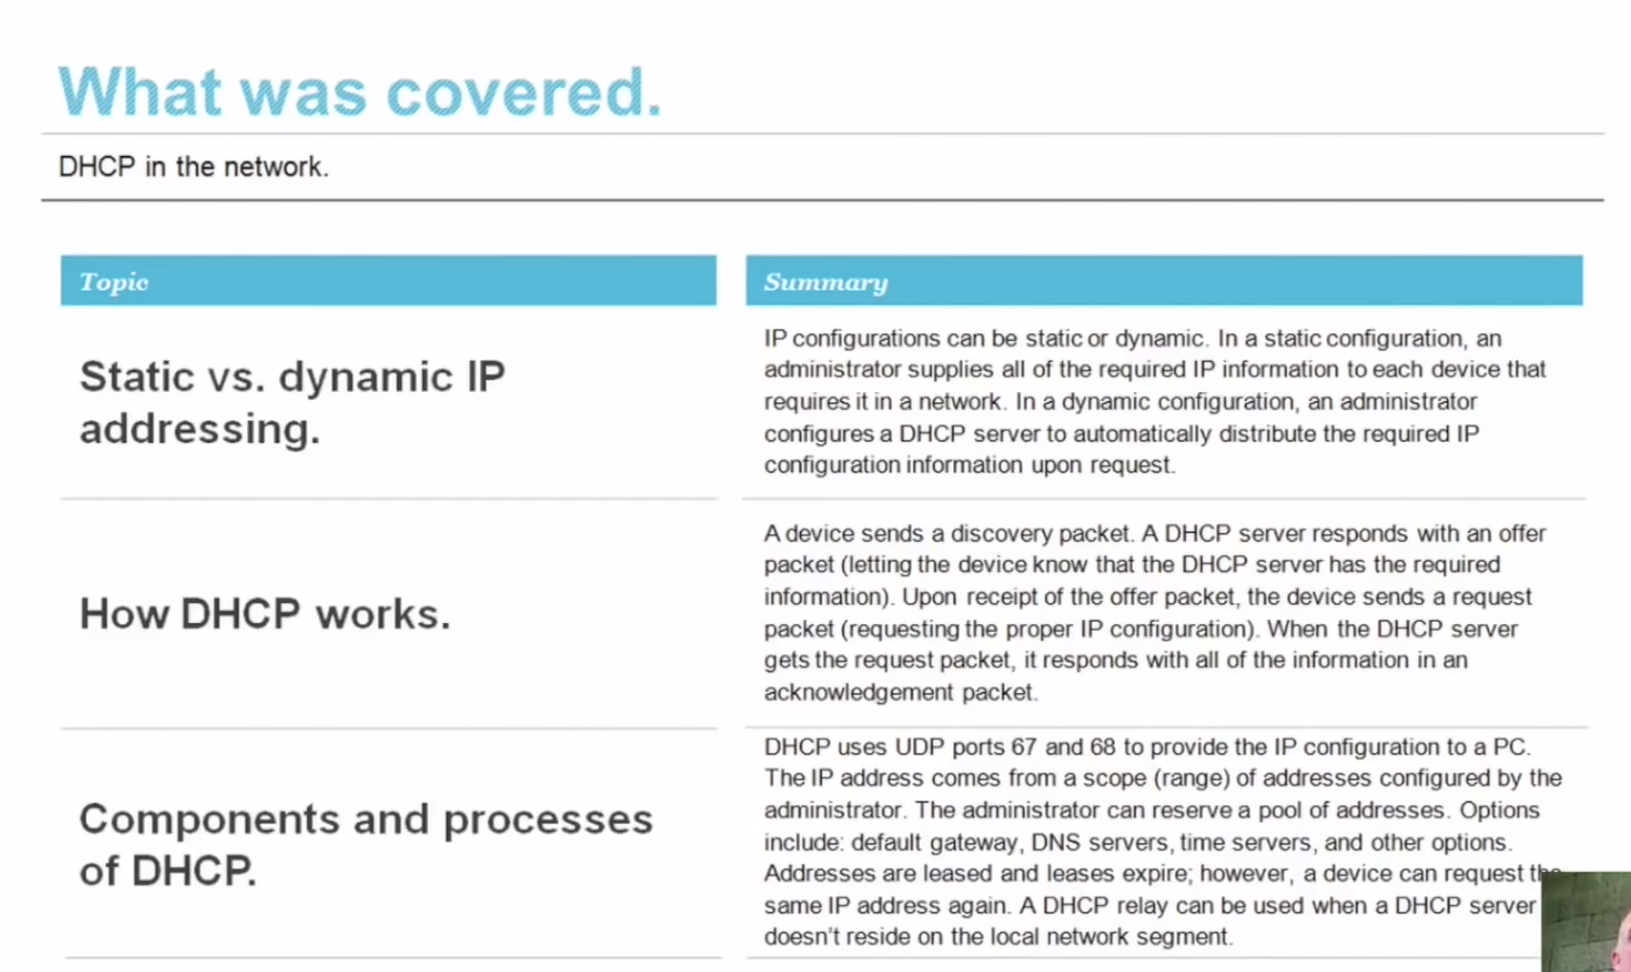 What was covered.
DHCP in the network.
Topic
Summary
Static vs. dynamic IP
addressing.
IP configurations can be static or dynamic. In a static configuration, an
administrator supplies all of the required IP information to each device that
requires it in a network. In a dynamic configuration, an administrator
configures a DHCP server to automatically distribute the required IP
configuration information upon request.
How DHCP works.
A device sends a discovery packet. A DHCP server responds with an offer
packet (letting the device know that the DHCP server has the required
information). Upon receipt of the offer packet, the device sends a request
packet (requesting the proper IP configuration). When the DHCP server
gets the request packet, it responds with all of the information in an
acknowledgement packet.
Components and processes
of DHCP.
DHCP uses UDP ports 67 and 68 to provide the IP configuration to a PC.
The IP address comes from a scope (range) of addresses configured by the
administrator. The administrator can reserve a pool of addresses. Options
include: default gateway, DNS servers, time servers, and other options.
Addresses are leased and leases expire; however, a device can request the
same IP address again. A DHCP relay can be used when a DHCP server
doesn't reside on the local network segment.